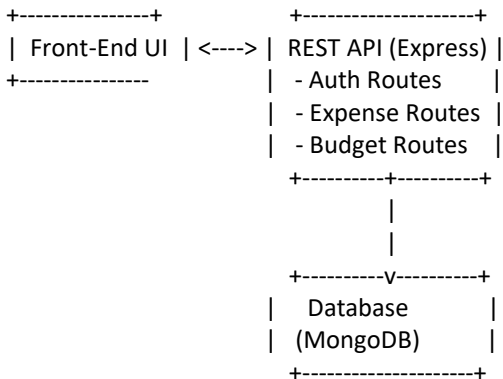 +-----------------+ +---------------------+
| Front-End UI | <----> | REST API (Express) |
+---------------- | - Auth Routes |
| - Expense Routes |
| - Budget Routes |
+----------+----------+
|
|
+----------v----------+
| Database |
| (MongoDB) |
+---------------------+